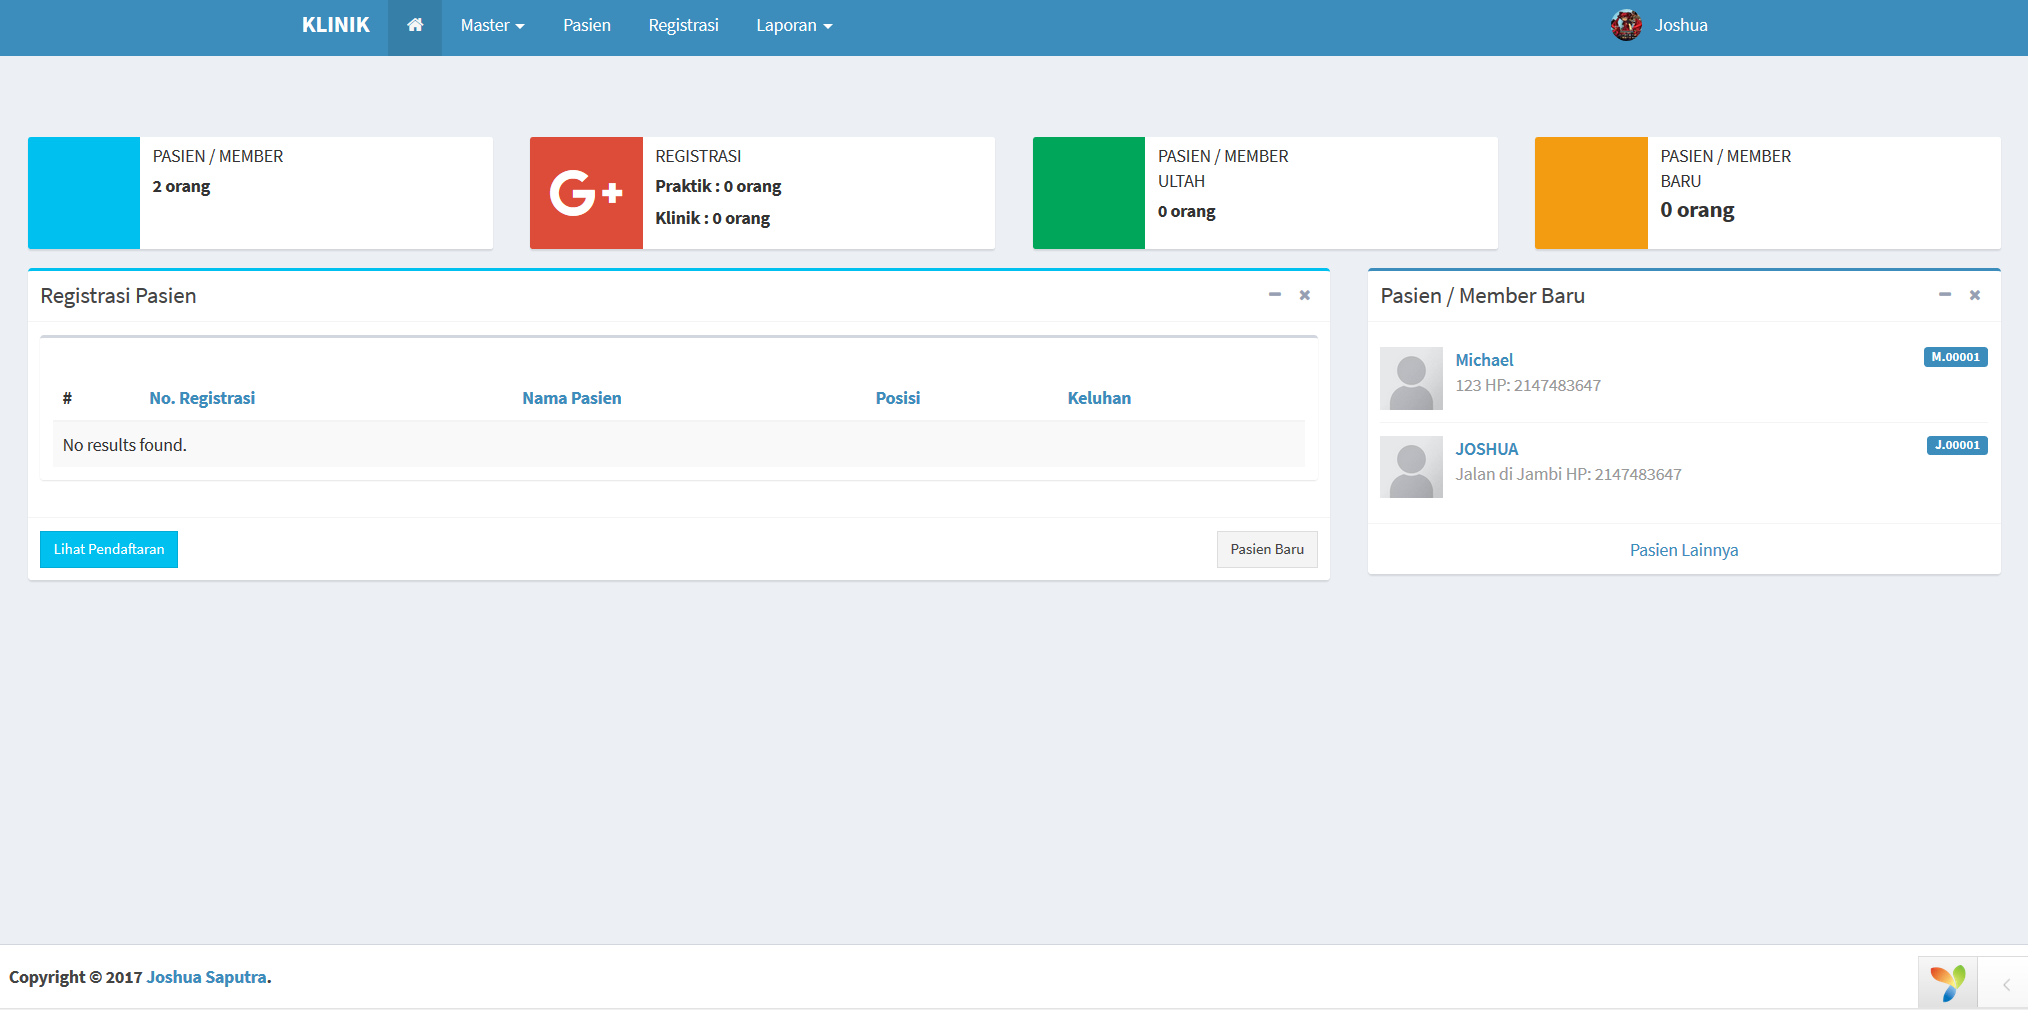 KLINIK Master Pasien Registrasi Laporan Joshua
PASIEN / MEMBER
2 orang
G+
REGISTRASI
Praktik : 0 orang
Klinik : 0 orang
PASIEN / MEMBER
ULTAH
0 orang
PASIEN / MEMBER
BARU
0 orang
Registrasi Pasien
# No. Registrasi Nama Pasien Posisi Keluhan
No results found.
Lihat Pendaftaran Pasien Baru
Pasien / Member Baru
Michael M.00001
123 HP: 2147483647
JOSHUA J.00001
Jalan di Jambi HP: 2147483647
Pasien Lainnya
Copyright © 2017 Joshua Saputra.